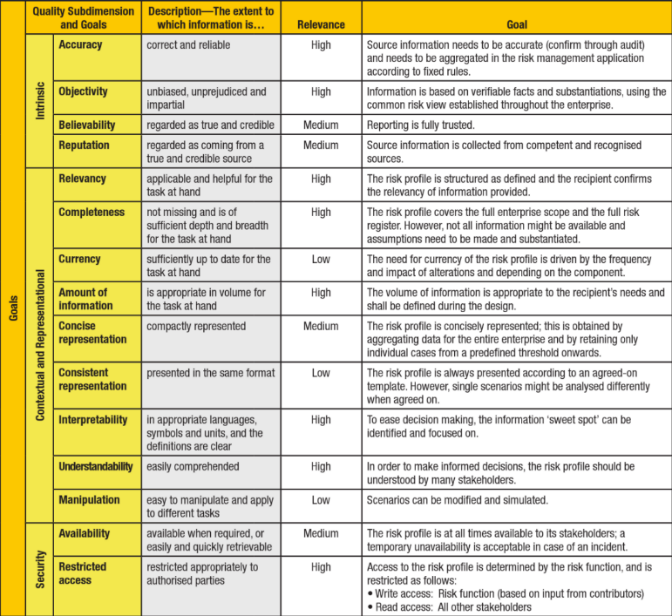 Quality Subdimension and Goals
Description—The extent to which information is…
Relevance
Goal
Goals
Intrinsic
Accuracy
correct and reliable
High
Source information needs to be accurate (confirm through audit)
and needs to be aggregated in the risk management application
according to fixed rules.
Objectivity
unbiased, unprejudiced and
impartial
High
Information is based on verifiable facts and substantiations, using the
common risk view established throughout the enterprise.
Believability
regarded as true and credible
Medium
Reporting is fully trusted.
Reputation
regarded as coming from a
true and credible source
Medium
Source information is collected from competent and recognised
sources.
Contextual and Representational
Relevancy
applicable and helpful for the
task at hand
High
The risk profile is structured as defined and the recipient confirms
the relevancy of information provided.
Completeness
not missing and is of
sufficient depth and breadth
for the task at hand
High
The risk profile covers the full enterprise scope and the full risk
register. However, not all information might be available and
assumptions need to be made and substantiated.
Currency
sufficiently up to date for the
task at hand
Low
The need for currency of the risk profile is driven by the frequency
and impact of alterations and depending on the component.
Amount of
information
is appropriate in volume for
the task at hand
High
The volume of information is appropriate to the recipient's needs and
shall be defined during the design.
Concise
representation
compactly represented
Medium
The risk profile is concisely represented; this is obtained by
aggregating data for the entire enterprise and by retaining only
individual cases from a predefined threshold onwards.
Consistent
representation
presented in the same format
Low
The risk profile is always presented according to an agreed-on
template. However, single scenarios might be analysed differently
when agreed on.
Interpretability
in appropriate languages,
symbols and units, and the
definitions are clear
High
To ease decision making, the information 'sweet spot' can be
identified and focused on.
Understandability
easily comprehended
High
In order to make informed decisions, the risk profile should be
understood by many stakeholders.
Manipulation
easy to manipulate and apply
to different tasks
Low
Scenarios can be modified and simulated.
Security
Availability
available when required, or
easily and quickly retrievable
Medium
The risk profile is at all times available to its stakeholders; a
temporary unavailability is acceptable in case of an incident.
Restricted
access
restricted appropriately to
authorised parties
High
Access to the risk profile is determined by the risk function, and is
restricted as follows:
• Write access: Risk function (based on input from contributors)
• Read access: All other stakeholders